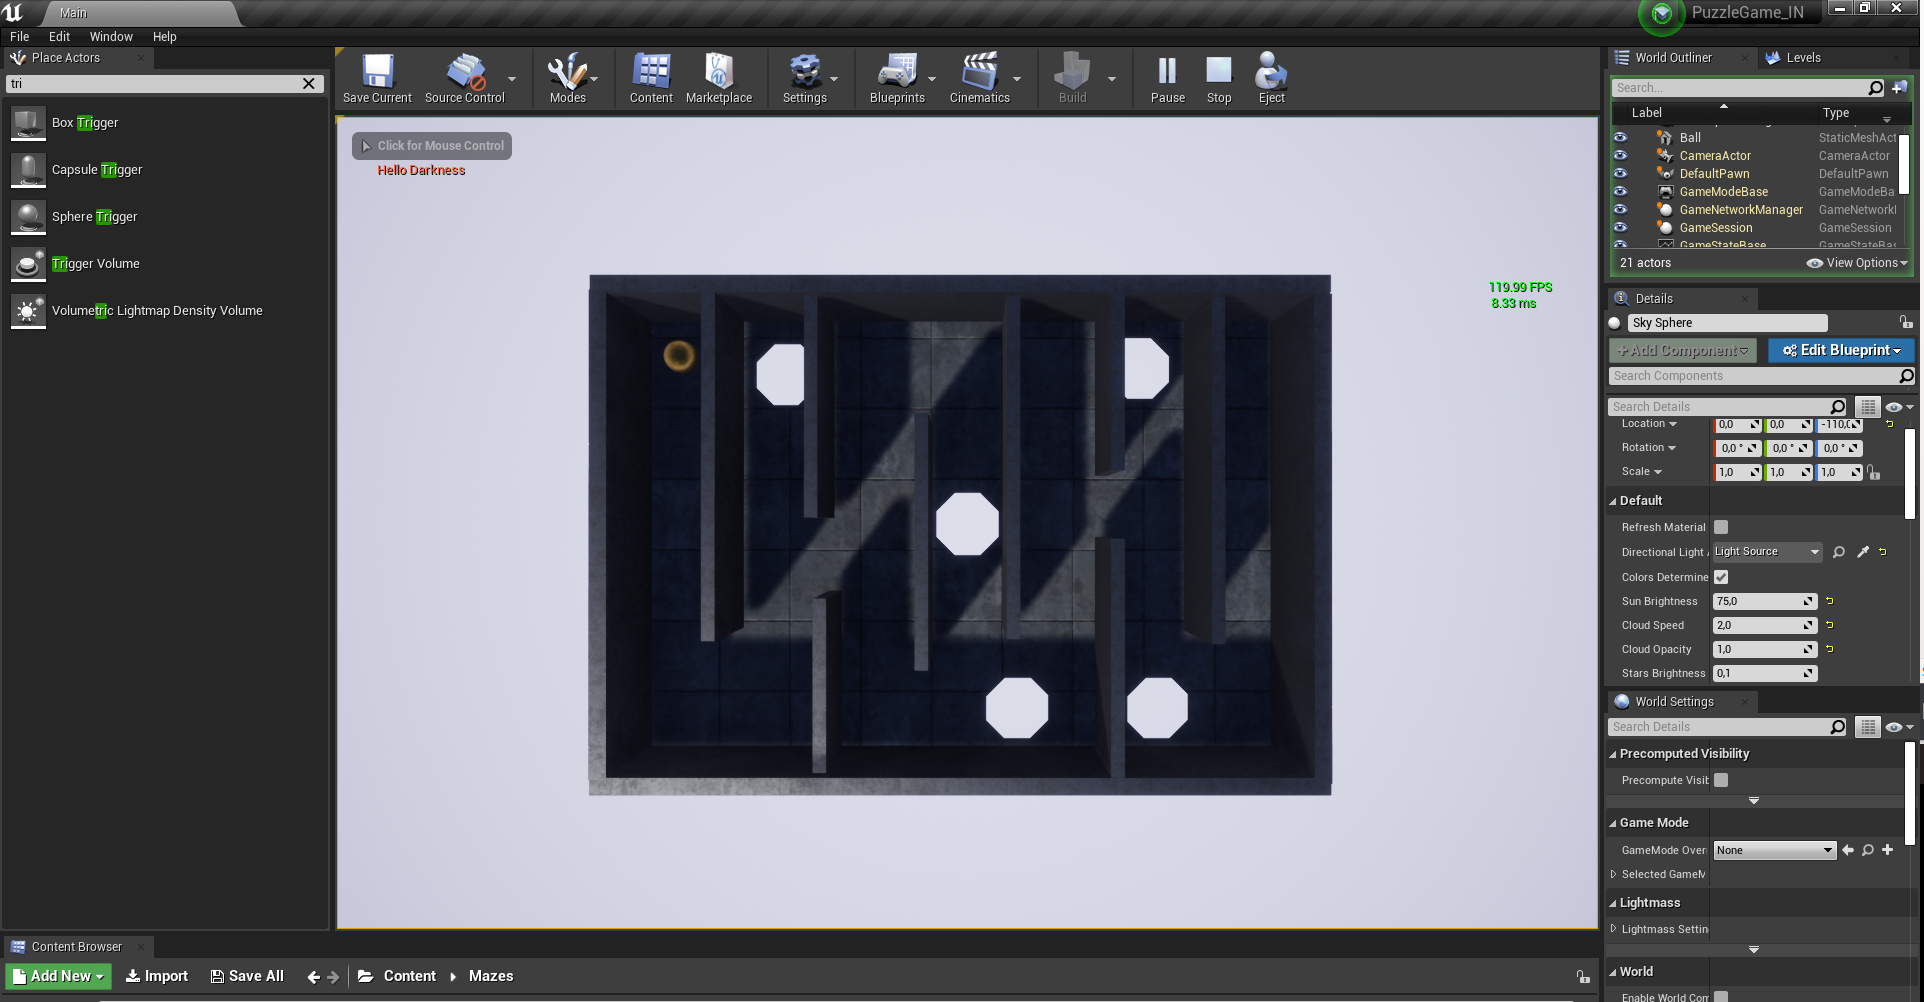 Main
PuzzleGame_IN
File Edit Window Help
Place Actors
tri
Box Trigger
Capsule Trigger
Sphere Trigger
Trigger Volume
Volumetric Lightmap Density Volume
Save Current Source Control Modes Content Marketplace Settings Blueprints Cinematics Build Pause Stop Eject
Click for Mouse Control
Hello Darkness
119.99 FPS
8.33 ms
World Outliner Levels
Search...
Label Type
Ball StaticMeshAct
CameraActor CameraActor
DefaultPawn DefaultPawn
GameModeBase GameModeBa
GameNetworkManager GameNetworkI
GameSession GameSession
GameStateBase GameStateBas
21 actors View Options
Details
Sky Sphere
+Add Component Edit Blueprint
Search Components
Search Details
Location 0,0 0,0 -110,0
Rotation 0,0 ° 0,0 ° 0,0 °
Scale 1,0 1,0 1,0
Default
Refresh Material
Directional Light Light Source
Colors Determine
Sun Brightness 75,0
Cloud Speed 2,0
Cloud Opacity 1,0
Stars Brightness 0,1
World Settings
Search Details
Precomputed Visibility
Precompute Visib
Game Mode
GameMode Over None
Selected GameM
Lightmass
Lightmass Settin
World
Enable World Com
Content Browser
Add New Import Save All Content Mazes